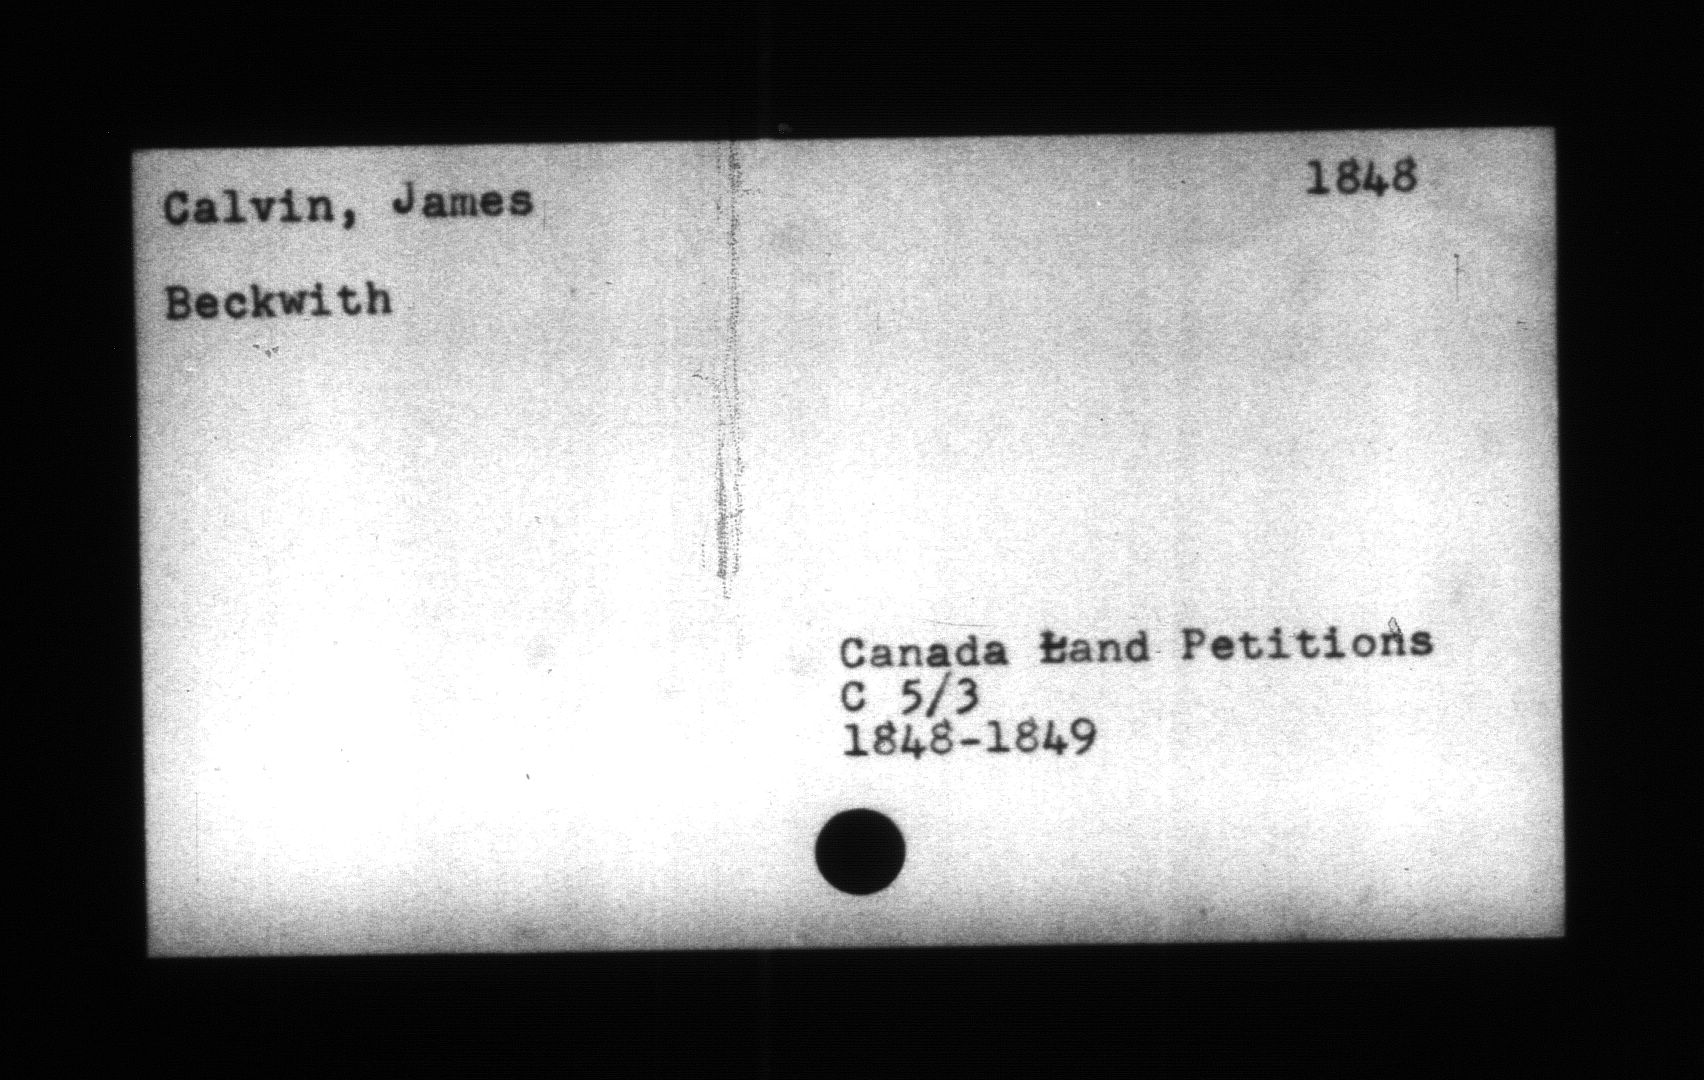 Calvin, James
1848
Beckwith
Canada Land Petitions
C 5/3
1848-1849